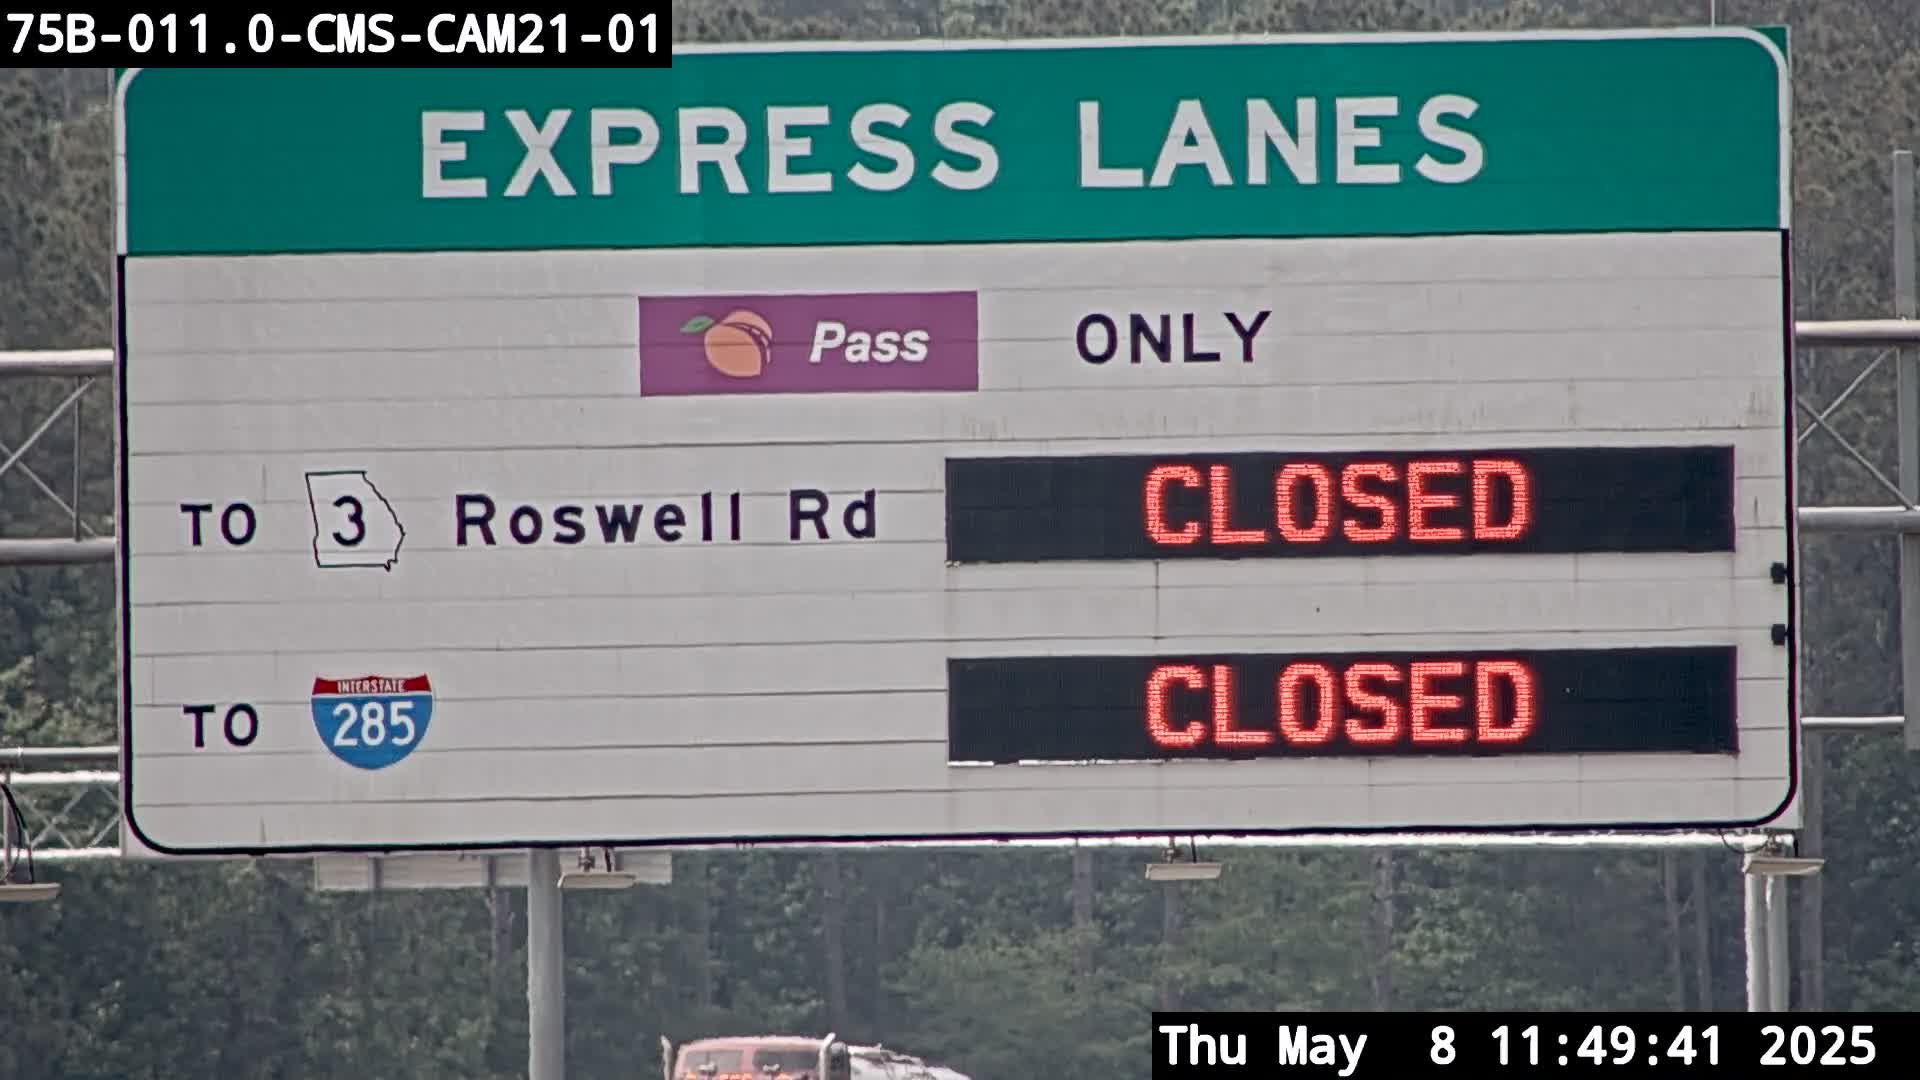 75B-011.0-CMS-CAM21-01
EXPRESS LANES
Pass ONLY
TO 3 Roswell Rd CLOSED
TO INTERSTATE 285 CLOSED
Thu May 8 11:49:41 2025